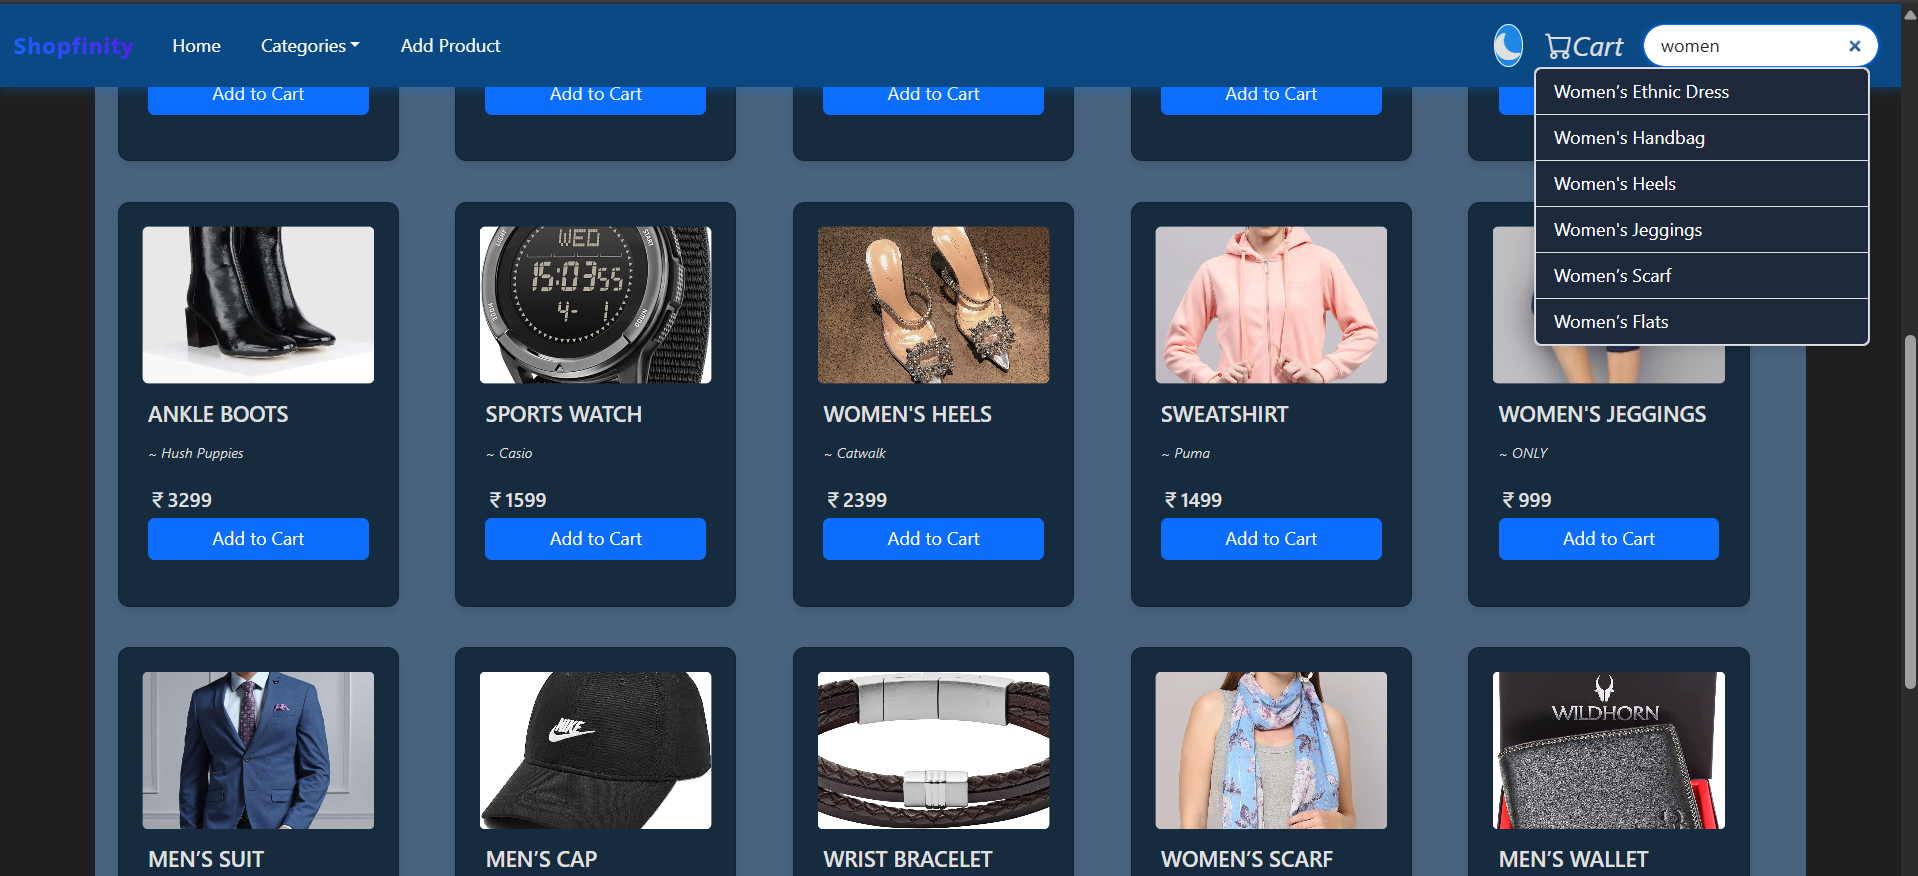 Shopfinity Home Categories Add Product Cart women
Women’s Ethnic Dress
Women's Handbag
Women's Heels
Women's Jeggings
Women’s Scarf
Women’s Flats
Add to Cart Add to Cart Add to Cart Add to Cart
LIGHT WED START
15:03 55
4- 1
MODE NITRO
ANKLE BOOTS SPORTS WATCH WOMEN'S HEELS SWEATSHIRT WOMEN'S JEGGINGS
~ Hush Puppies ~ Casio ~ Catwalk ~ Puma ~ ONLY
₹ 3299 ₹ 1599 ₹ 2399 ₹ 1499 ₹ 999
Add to Cart Add to Cart Add to Cart Add to Cart Add to Cart
NIKE WILDHORN
MEN’S SUIT MEN’S CAP WRIST BRACELET WOMEN’S SCARF MEN’S WALLET